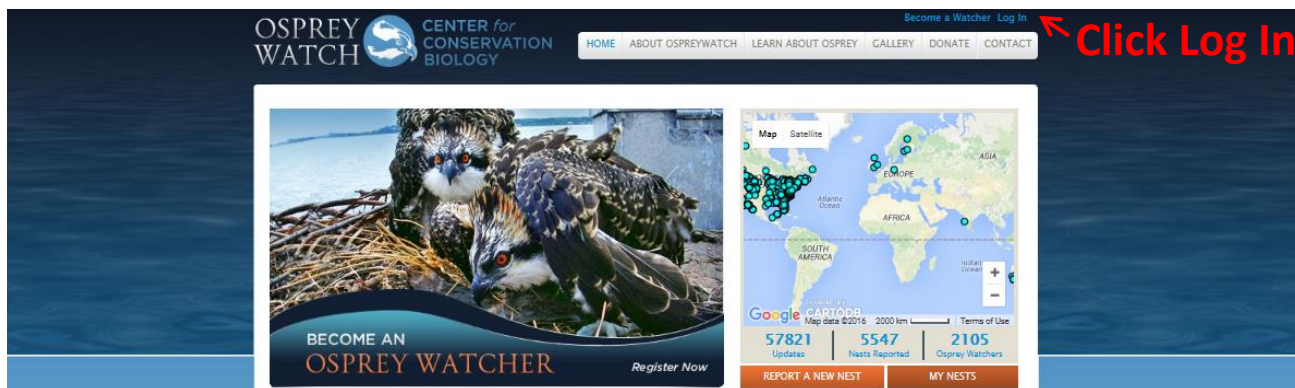 Become a Watcher Log In
Click Log In
OSPREY WATCH
CENTER for CONSERVATION BIOLOGY
HOME ABOUT OSPREYWATCH LEARN ABOUT OSPREY GALLERY DONATE CONTACT
Map Satellite
ASIA
EUROPE
Atlantic Ocean
AFRICA
SOUTH AMERICA
Indian Ocean
+
−
Google CARTODB
Map data ©2016 2000 km Terms of Use
BECOME AN
OSPREY WATCHER Register Now
57821 5547 2105
Updates Nests Reported Osprey Watchers
REPORT A NEW NEST MY NESTS